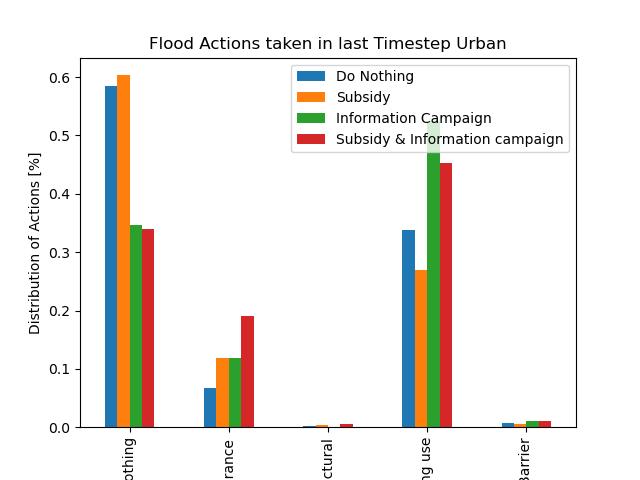 Flood Actions taken in last Timestep Urban
Do Nothing
Subsidy
Information Campaign
Subsidy & Information campaign
Distribution of Actions [%]
0.6
0.5
0.4
0.3
0.2
0.1
0.0
othing
rance
ctural
ng use
Barrier